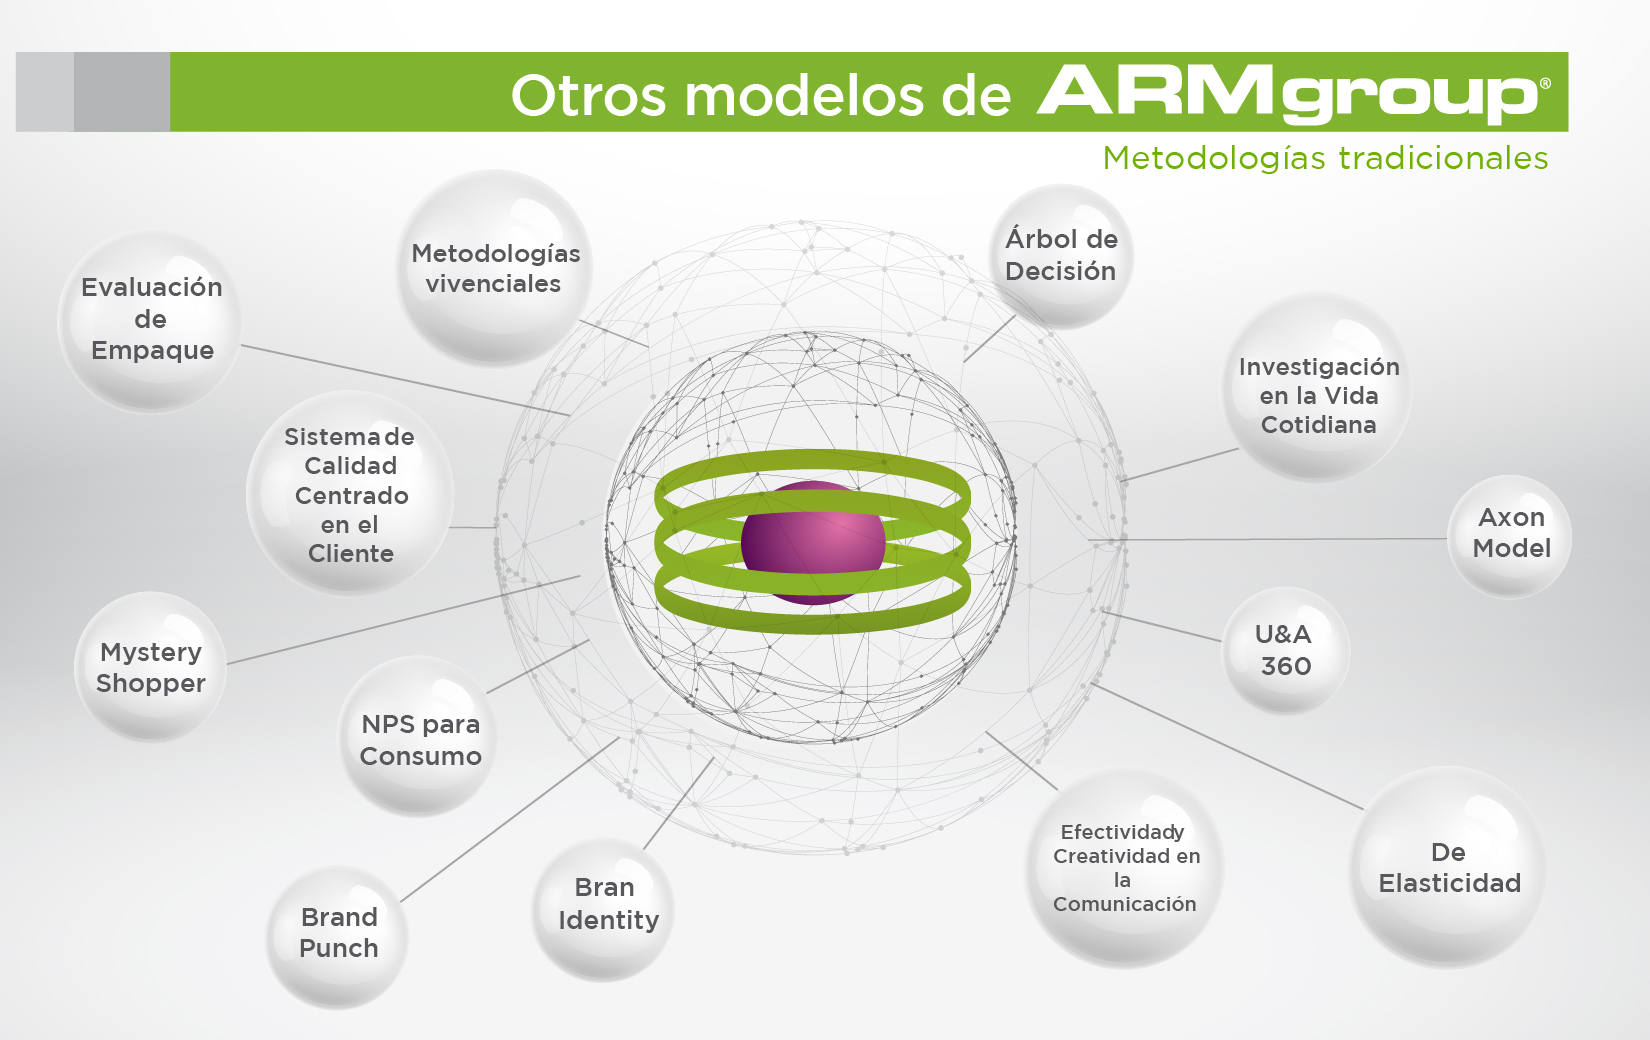 Otros modelos de ARMgroup®
Metodologías tradicionales
Metodologías
vivenciales
Árbol de
Decisión
Evaluación
de
Empaque
Investigación
en la Vida
Cotidiana
Sistema de
Calidad
Centrado
en el
Cliente
Axon
Model
Mystery
Shopper
U&A
360
NPS para
Consumo
Efectividad y
Creatividad en
la
Comunicación
De
Elasticidad
Bran
Identity
Brand
Punch